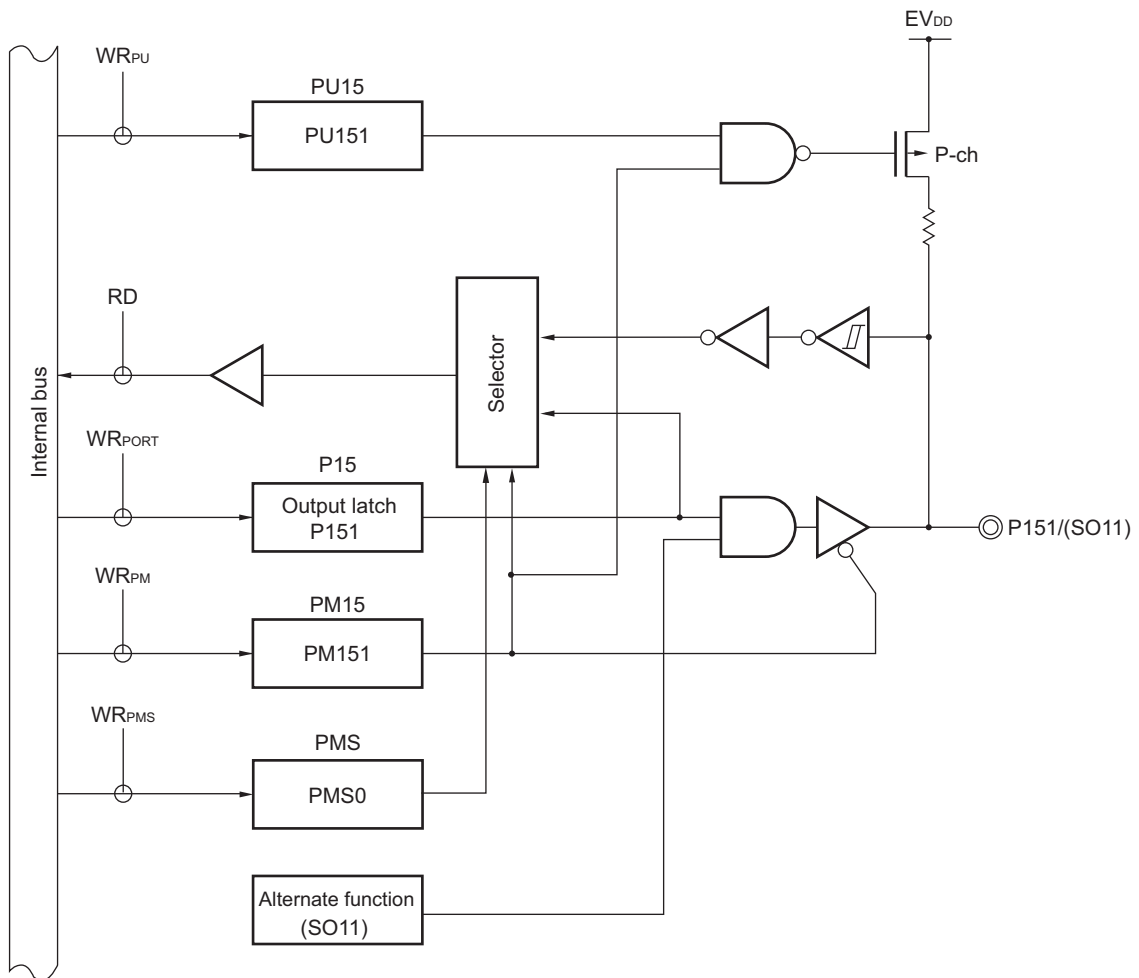 EVDD
WRPU
PU15
PU151
P-ch
RD
Selector
Internal bus
WRPORT
P15
Output latch
P151
P151/(SO11)
WRPM
PM15
PM151
WRPMS
PMS
PMS0
Alternate function
(SO11)